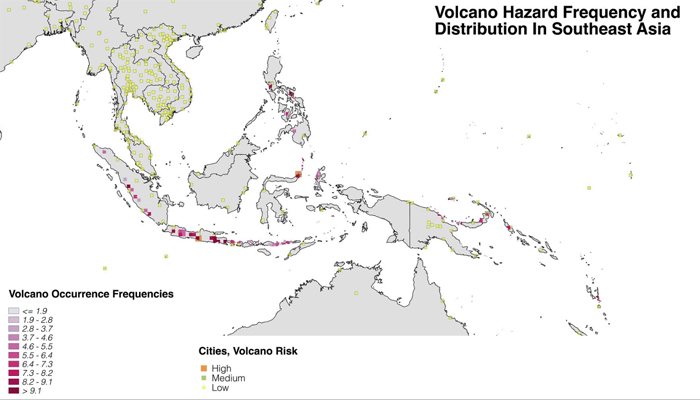 Volcano Hazard Frequency and
Distribution In Southeast Asia
Volcano Occurrence Frequencies
<= 1.9
1.9 - 2.8
2.8 - 3.7
3.7 - 4.6
4.6 - 5.5
5.5 - 6.4
6.4 - 7.3
7.3 - 8.2
8.2 - 9.1
> 9.1
Cities, Volcano Risk
High
Medium
Low